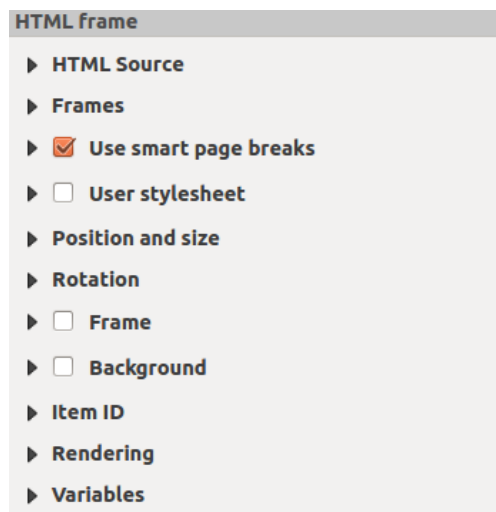 HTML frame
HTML Source
Frames
Use smart page breaks
User stylesheet
Position and size
Rotation
Frame
Background
Item ID
Rendering
Variables